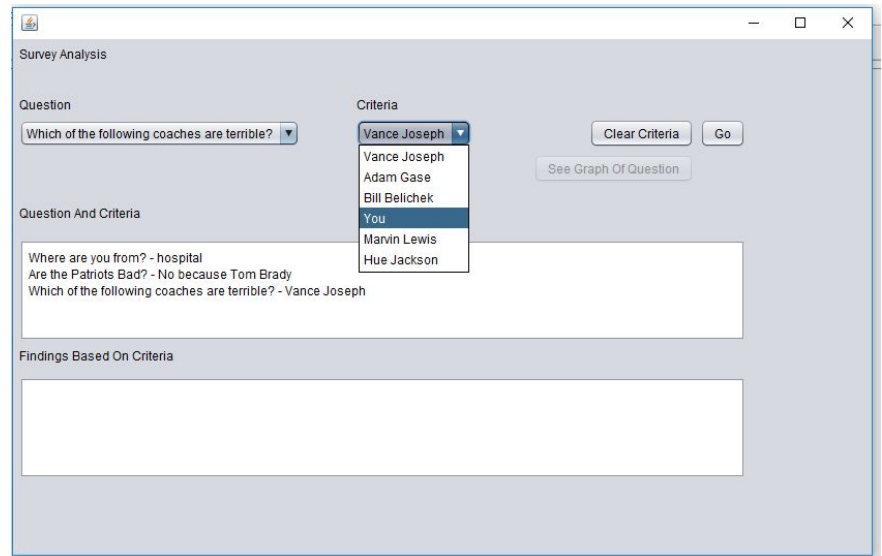 Survey Analysis
Question
Criteria
Which of the following coaches are terrible?
Vance Joseph
Clear Criteria
Go
Vance Joseph
Adam Gase
Bill Belichek
You
Marvin Lewis
Hue Jackson
See Graph Of Question
Question And Criteria
Where are you from? - hospital
Are the Patriots Bad? - No because Tom Brady
Which of the following coaches are terrible? - Vance Joseph
Findings Based On Criteria